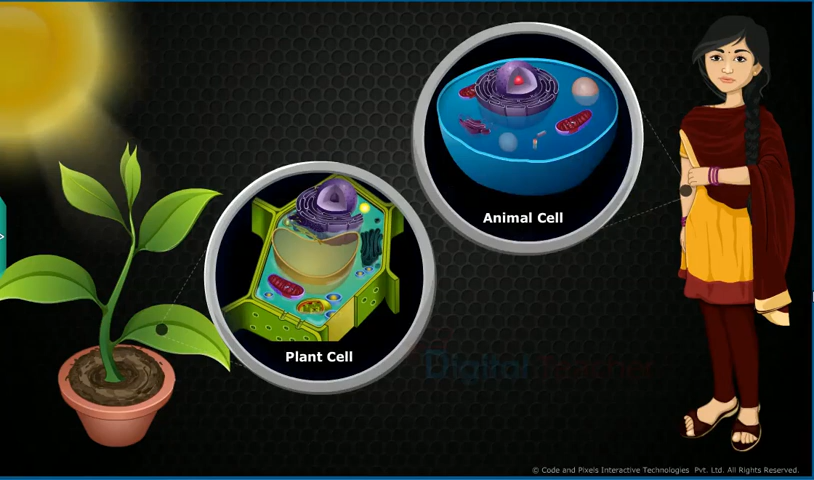 Animal Cell
Plant Cell
Digital Teacher
© Code and Pixels Interactive Technologies Pvt. Ltd. All Rights Reserved.